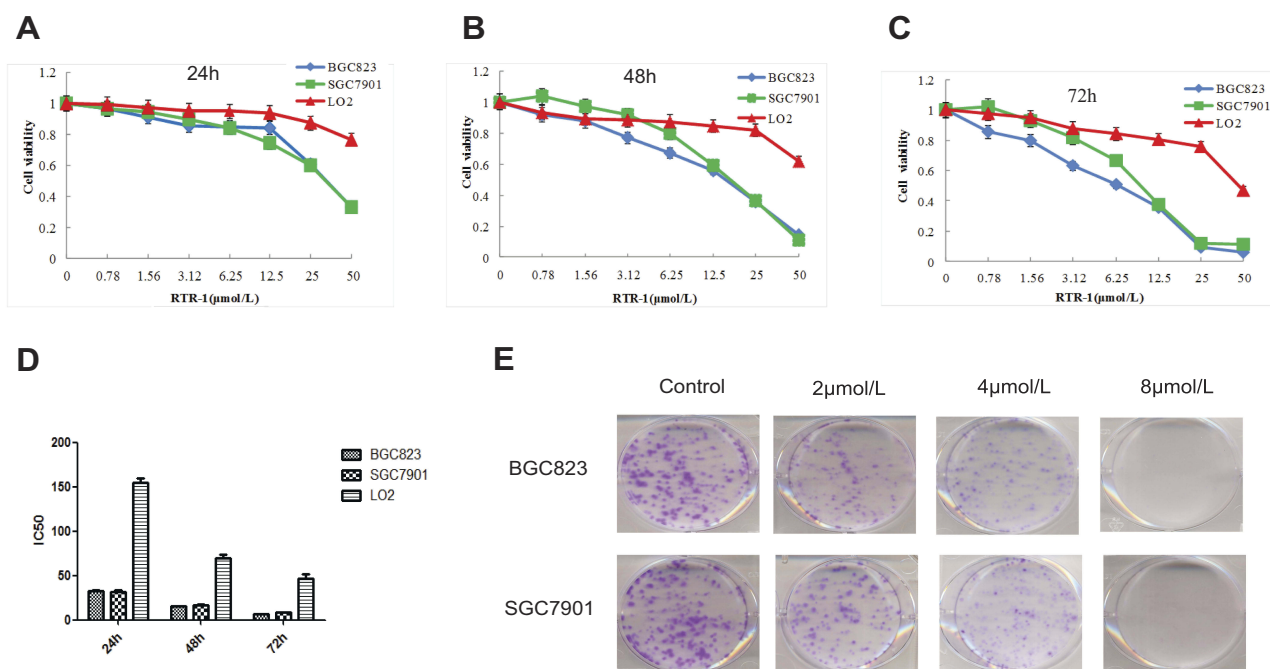 A
24h
BGC823
SGC7901
LO2
1.2
1
0.8
0.6
0.4
0.2
0
Cell viability
0 0.78 1.56 3.12 6.25 12.5 25 50
RTR-1(μmol/L)
B
48h
BGC823
SGC7901
LO2
1.2
1
0.8
0.6
0.4
0.2
0
Cell viability
0 0.78 1.56 3.12 6.25 12.5 25 50
RTR-1(μmol/L)
C
72h
BGC823
SGC7901
LO2
1.2
1
0.8
0.6
0.4
0.2
0
Cell viability
0 0.78 1.56 3.12 6.25 12.5 25 50
RTR-1(μmol/L)
D
200
150
100
50
0
IC50
BGC823
SGC7901
LO2
24h 48h 72h
E
Control 2μmol/L 4μmol/L 8μmol/L
BGC823
SGC7901